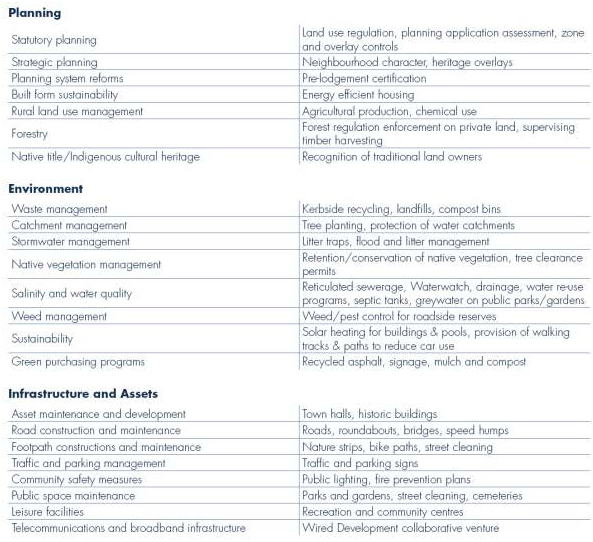 Planning
Statutory planning
Land use regulation, planning application assessment, zone
and overlay controls
Strategic planning
Neighbourhood character, heritage overlays
Planning system reforms
Pre-lodgement certification
Built form sustainability
Energy efficient housing
Rural land use management
Agricultural production, chemical use
Forestry
Forest regulation enforcement on private land, supervising
timber harvesting
Native title/Indigenous cultural heritage
Recognition of traditional land owners
Environment
Waste management
Kerbside recycling, landfills, compost bins
Catchment management
Tree planting, protection of water catchments
Stormwater management
Litter traps, flood and litter management
Native vegetation management
Retention/conservation of native vegetation, tree clearance
permits
Salinity and water quality
Reticulated sewerage, Waterwatch, drainage, water re-use
programs, septic tanks, greywater on public parks/gardens
Weed management
Weed/pest control for roadside reserves
Sustainability
Solar heating for buildings & pools, provision of walking
tracks & paths to reduce car use
Green purchasing programs
Recycled asphalt, signage, mulch and compost
Infrastructure and Assets
Asset maintenance and development
Town halls, historic buildings
Road construction and maintenance
Roads, roundabouts, bridges, speed humps
Footpath constructions and maintenance
Nature strips, bike paths, street cleaning
Traffic and parking management
Traffic and parking signs
Community safety measures
Public lighting, fire prevention plans
Public space maintenance
Parks and gardens, street cleaning, cemeteries
Leisure facilities
Recreation and community centres
Telecommunications and broadband infrastructure
Wired Development collaborative venture